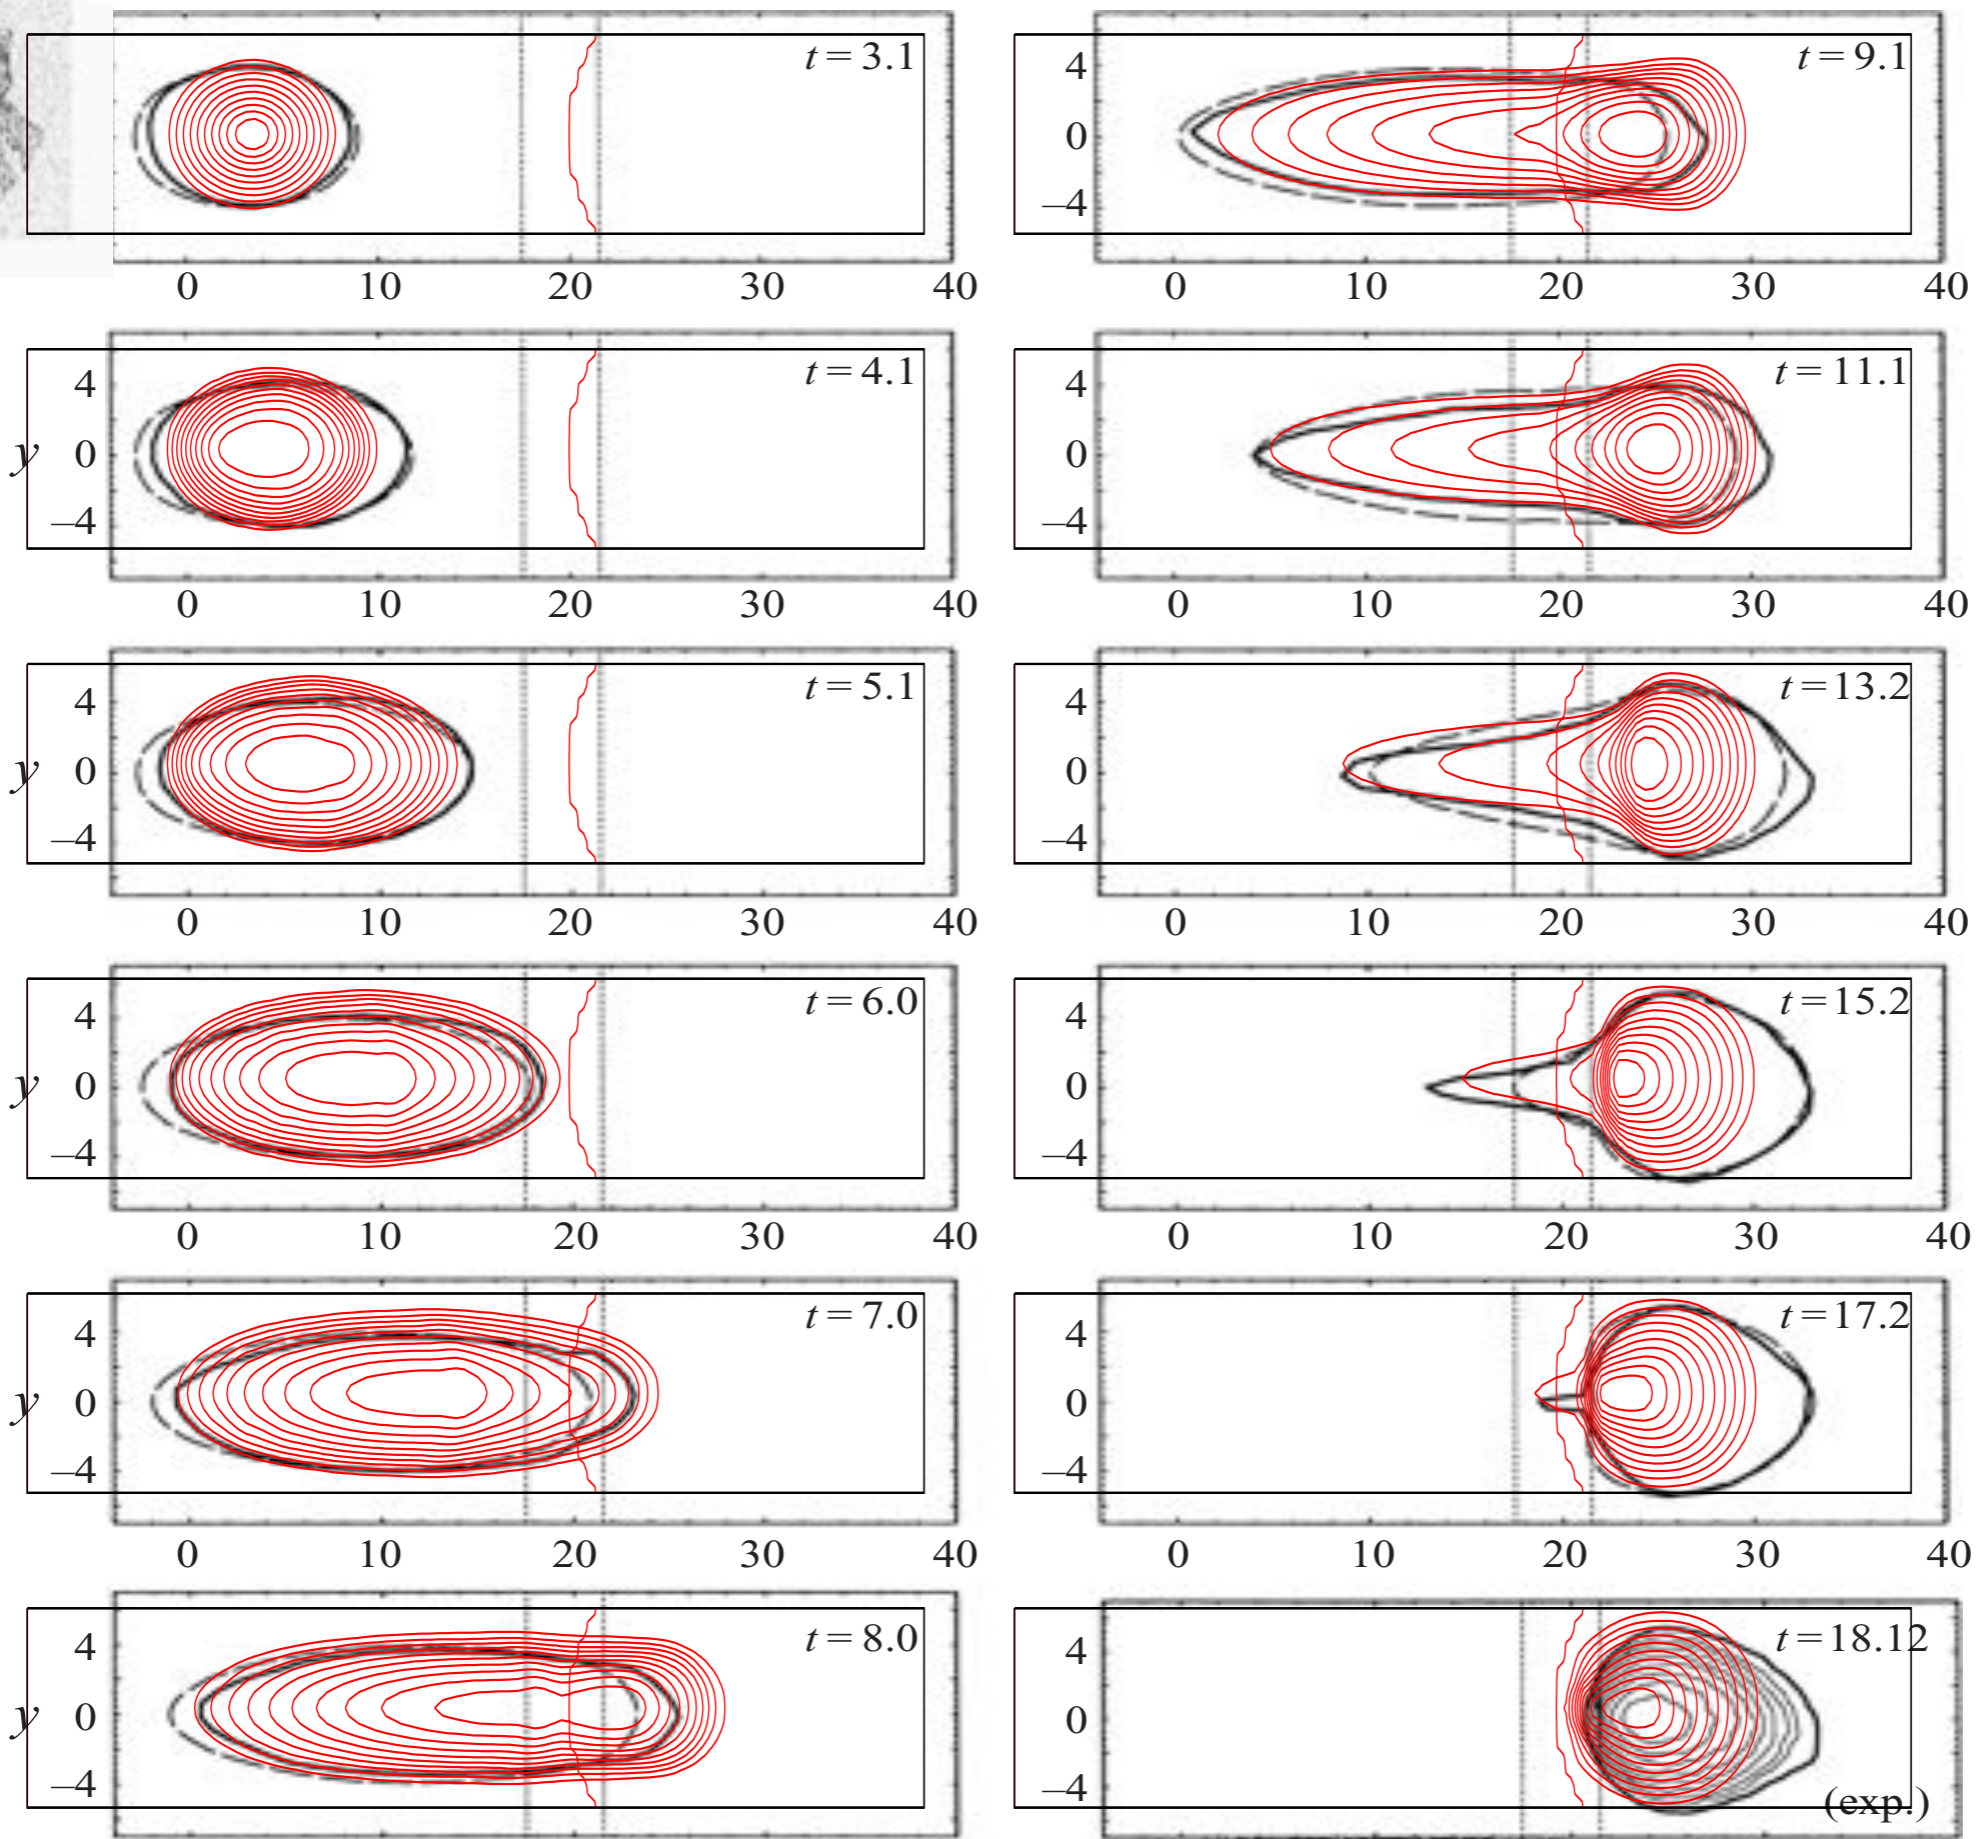 t = 3.1
0 10 20 30 40
t = 4.1
y 4 0 –4
0 10 20 30 40
t = 5.1
y 4 0 –4
0 10 20 30 40
t = 6.0
y 4 0 –4
0 10 20 30 40
t = 7.0
y 4 0 –4
0 10 20 30 40
t = 8.0
y 4 0 –4
t = 9.1
4 0 –4
0 10 20 30 40
t = 11.1
4 0 –4
0 10 20 30 40
t = 13.2
4 0 –4
0 10 20 30 40
t = 15.2
4 0 –4
0 10 20 30 40
t = 17.2
4 0 –4
0 10 20 30 40
t = 18.12
4 0 –4
(exp.)